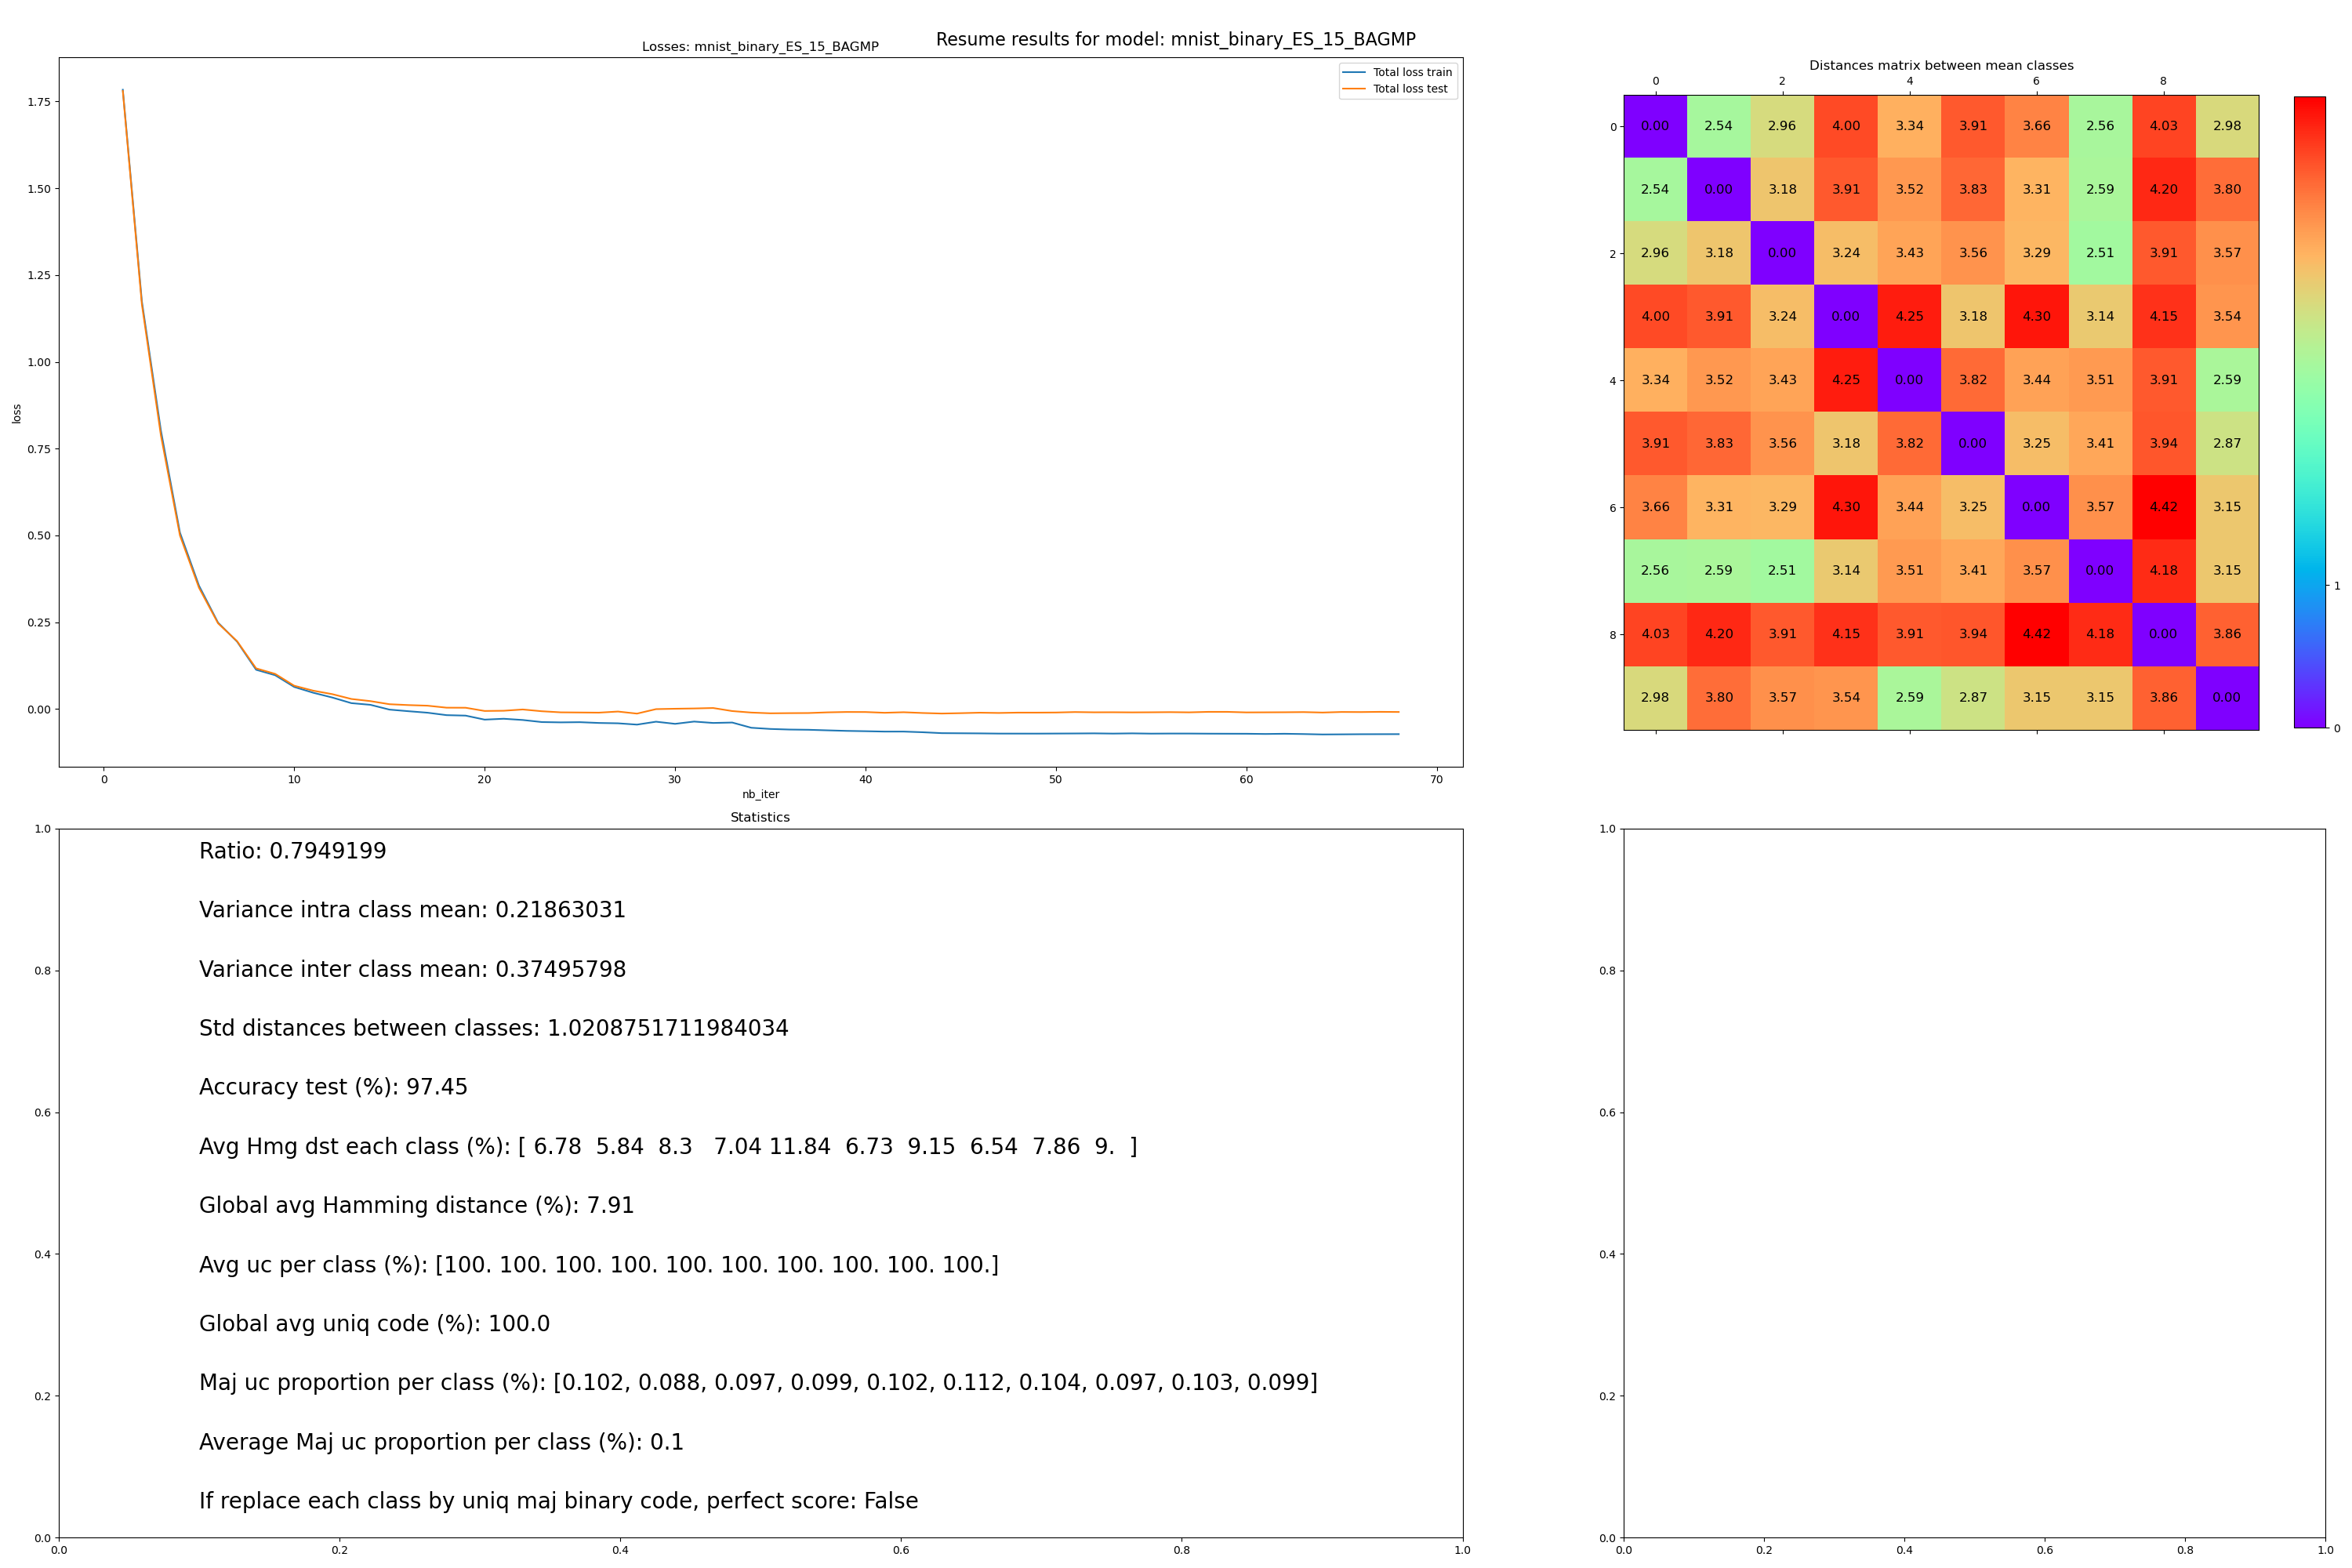 Resume results for model: mnist_binary_ES_15_BAGMP
Losses: mnist_binary_ES_15_BAGMP
Total loss train
Total loss test
1.75
1.50
1.25
1.00
0.75
0.50
0.25
0.00
loss
0 10 20 30 40 50 60 70
nb_iter
Distances matrix between mean classes
0 2 4 6 8
0 0.00 2.54 2.96 4.00 3.34 3.91 3.66 2.56 4.03 2.98
2.54 0.00 3.18 3.91 3.52 3.83 3.31 2.59 4.20 3.80
2 2.96 3.18 0.00 3.24 3.43 3.56 3.29 2.51 3.91 3.57
4.00 3.91 3.24 0.00 4.25 3.18 4.30 3.14 4.15 3.54
4 3.34 3.52 3.43 4.25 0.00 3.82 3.44 3.51 3.91 2.59
3.91 3.83 3.56 3.18 3.82 0.00 3.25 3.41 3.94 2.87
6 3.66 3.31 3.29 4.30 3.44 3.25 0.00 3.57 4.42 3.15
2.56 2.59 2.51 3.14 3.51 3.41 3.57 0.00 4.18 3.15
8 4.03 4.20 3.91 4.15 3.91 3.94 4.42 4.18 0.00 3.86
2.98 3.80 3.57 3.54 2.59 2.87 3.15 3.15 3.86 0.00
1
0
Statistics
1.0
0.8
0.6
0.4
0.2
0.0
Ratio: 0.7949199
Variance intra class mean: 0.21863031
Variance inter class mean: 0.37495798
Std distances between classes: 1.0208751711984034
Accuracy test (%): 97.45
Avg Hmg dst each class (%): [ 6.78  5.84  8.3   7.04 11.84  6.73  9.15  6.54  7.86  9.  ]
Global avg Hamming distance (%): 7.91
Avg uc per class (%): [100. 100. 100. 100. 100. 100. 100. 100. 100. 100.]
Global avg uniq code (%): 100.0
Maj uc proportion per class (%): [0.102, 0.088, 0.097, 0.099, 0.102, 0.112, 0.104, 0.097, 0.103, 0.099]
Average Maj uc proportion per class (%): 0.1
If replace each class by uniq maj binary code, perfect score: False
0.0 0.2 0.4 0.6 0.8 1.0
1.0
0.8
0.6
0.4
0.2
0.0
0.0 0.2 0.4 0.6 0.8 1.0